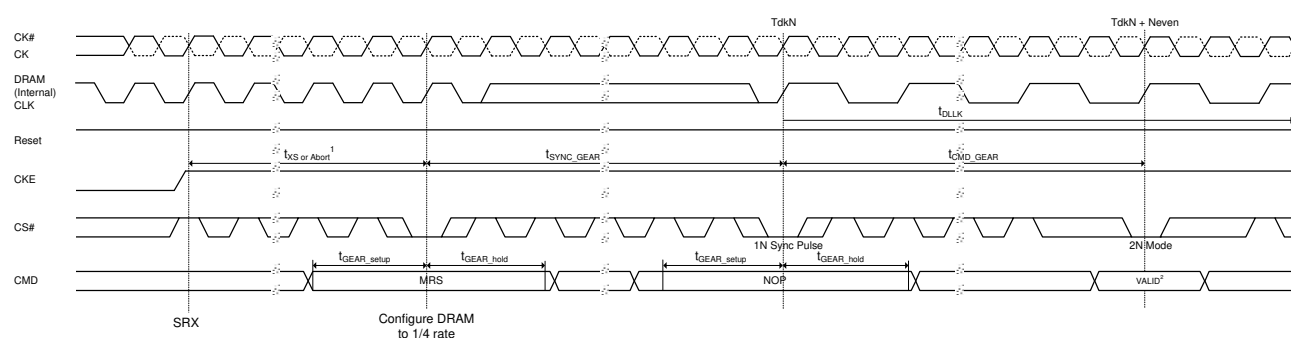 TdkN
TdkN + Neven
CK#
CK
DRAM
(Internal)
CLK
tDLLK
Reset
tXS or Abort1
tSYNC_GEAR
tCMD_GEAR
CKE
CS#
1N Sync Pulse
2N Mode
tGEAR_setup
tGEAR_hold
tGEAR_setup
tGEAR_hold
CMD
MRS
NOP
VALID2
SRX
Configure DRAM
to 1/4 rate